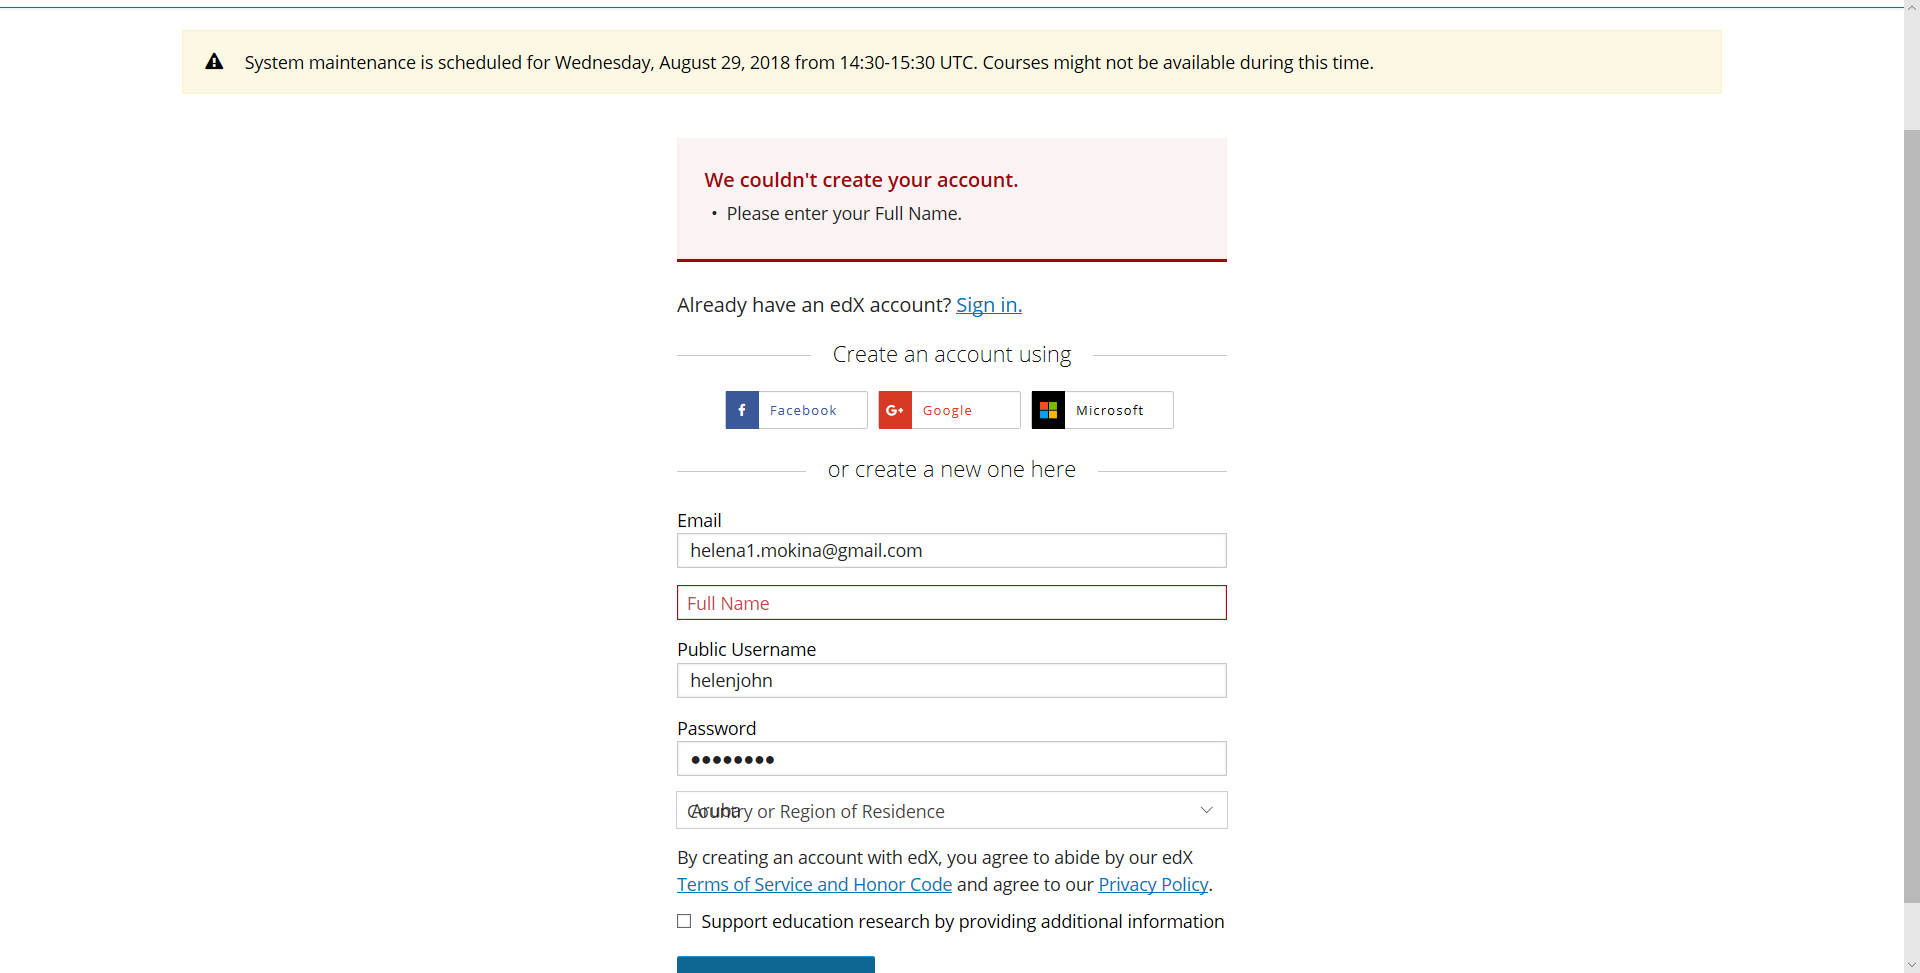 System maintenance is scheduled for Wednesday, August 29, 2018 from 14:30-15:30 UTC. Courses might not be available during this time.
We couldn't create your account.
• Please enter your Full Name.
Already have an edX account? Sign in.
Create an account using
Facebook
Google
Microsoft
or create a new one here
Email
helena1.mokina@gmail.com
Full Name
Public Username
helenjohn
Password
Aruba
Country or Region of Residence
By creating an account with edX, you agree to abide by our edX
Terms of Service and Honor Code and agree to our Privacy Policy.
Support education research by providing additional information